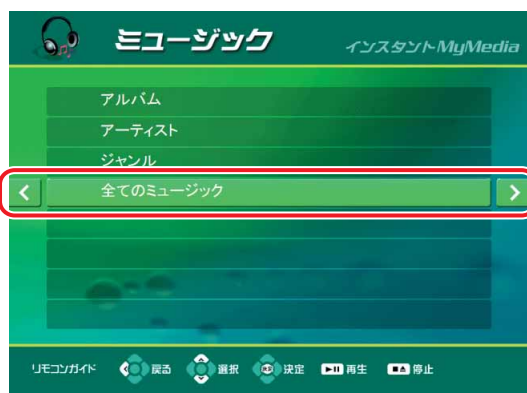 ミュージック インスタントMyMedia
アルバム
アーティスト
ジャンル
全てのミュージック
リモコンガイド 戻る 選択 決定 再生 停止